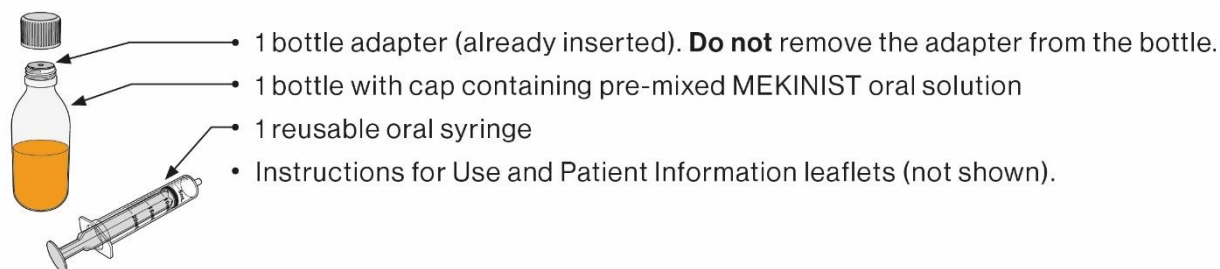 • 1 bottle adapter (already inserted). Do not remove the adapter from the bottle.
• 1 bottle with cap containing pre-mixed MEKINIST oral solution
• 1 reusable oral syringe
• Instructions for Use and Patient Information leaflets (not shown).